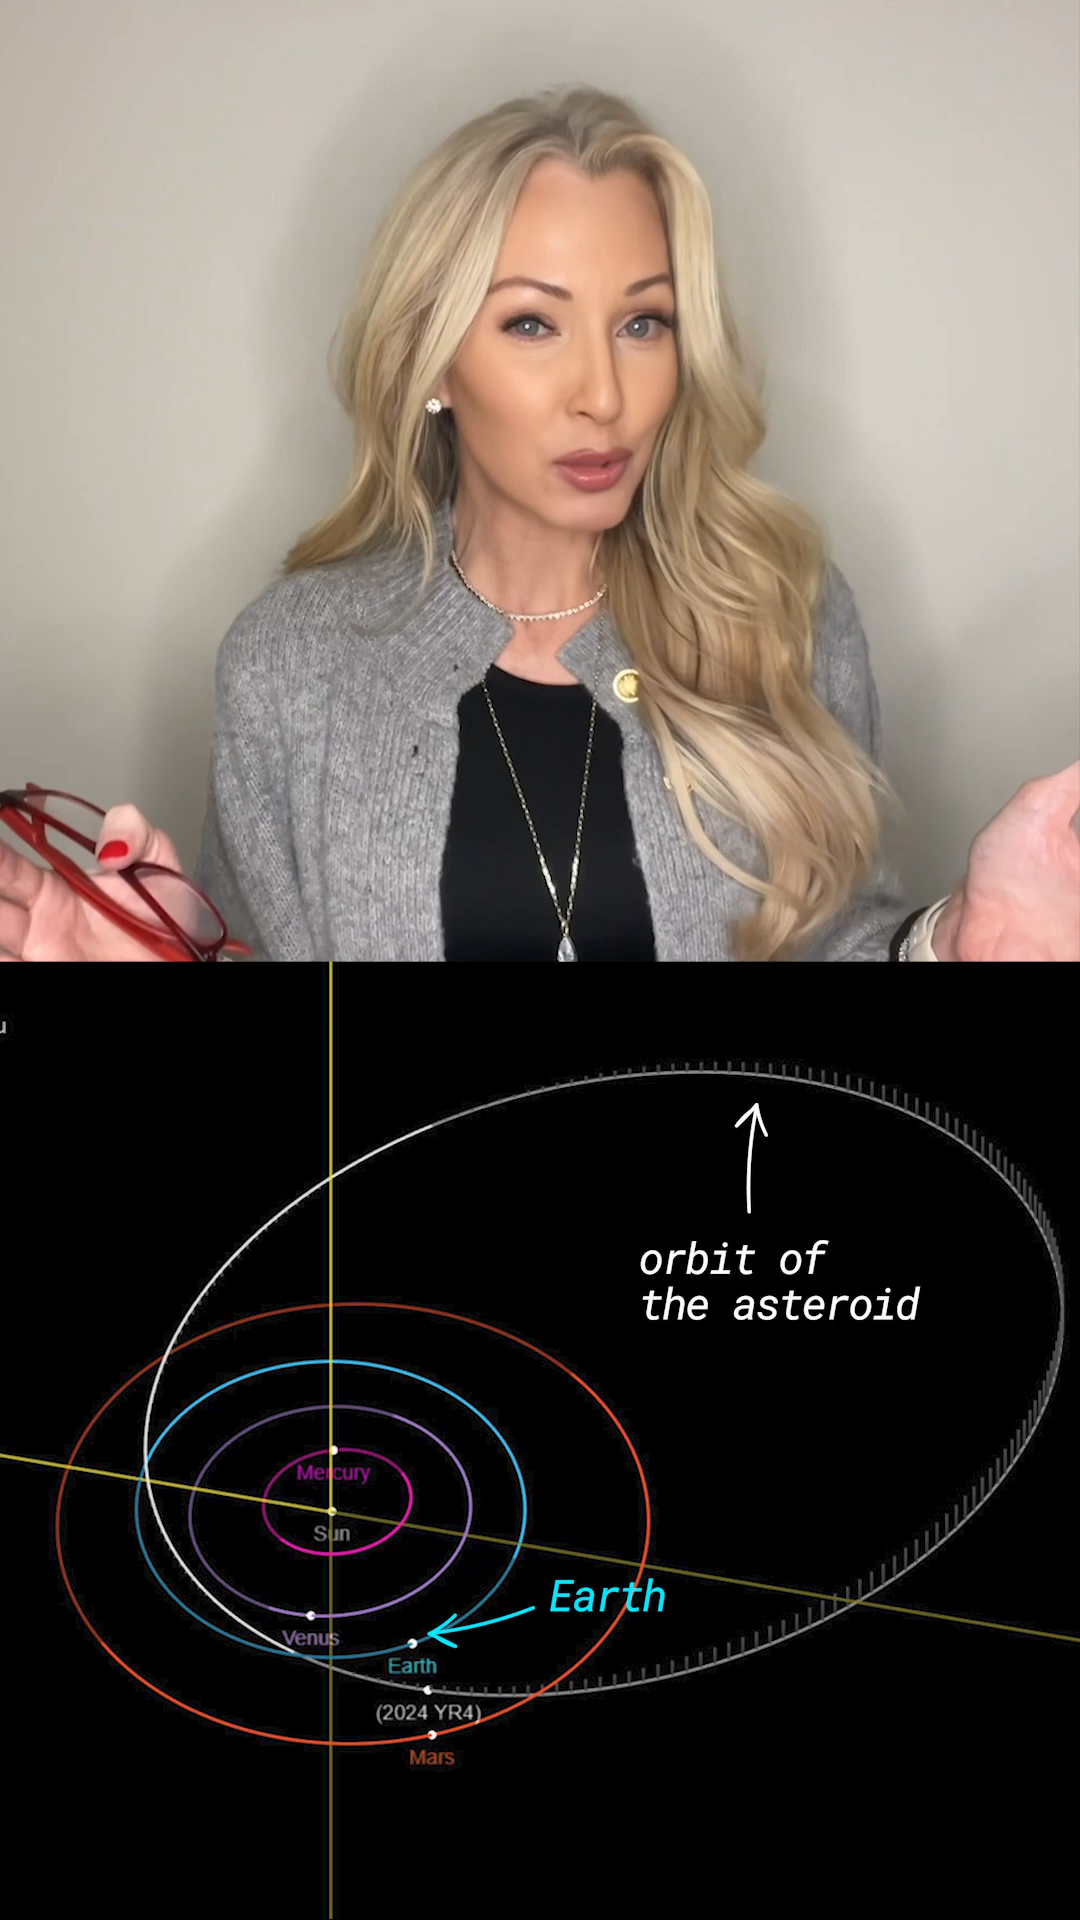 u
orbit of
the asteroid
Mercury
Sun
Earth
Venus
Earth
(2024 YR4)
Mars